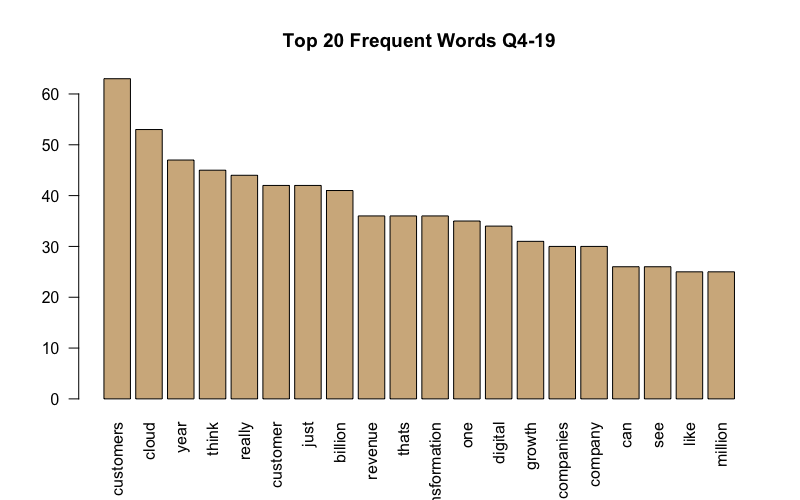 Top 20 Frequent Words Q4-19
60
50
40
30
20
10
0
customers
cloud
year
think
really
customer
just
billion
revenue
thats
nsformation
one
digital
growth
companies
company
can
see
like
million